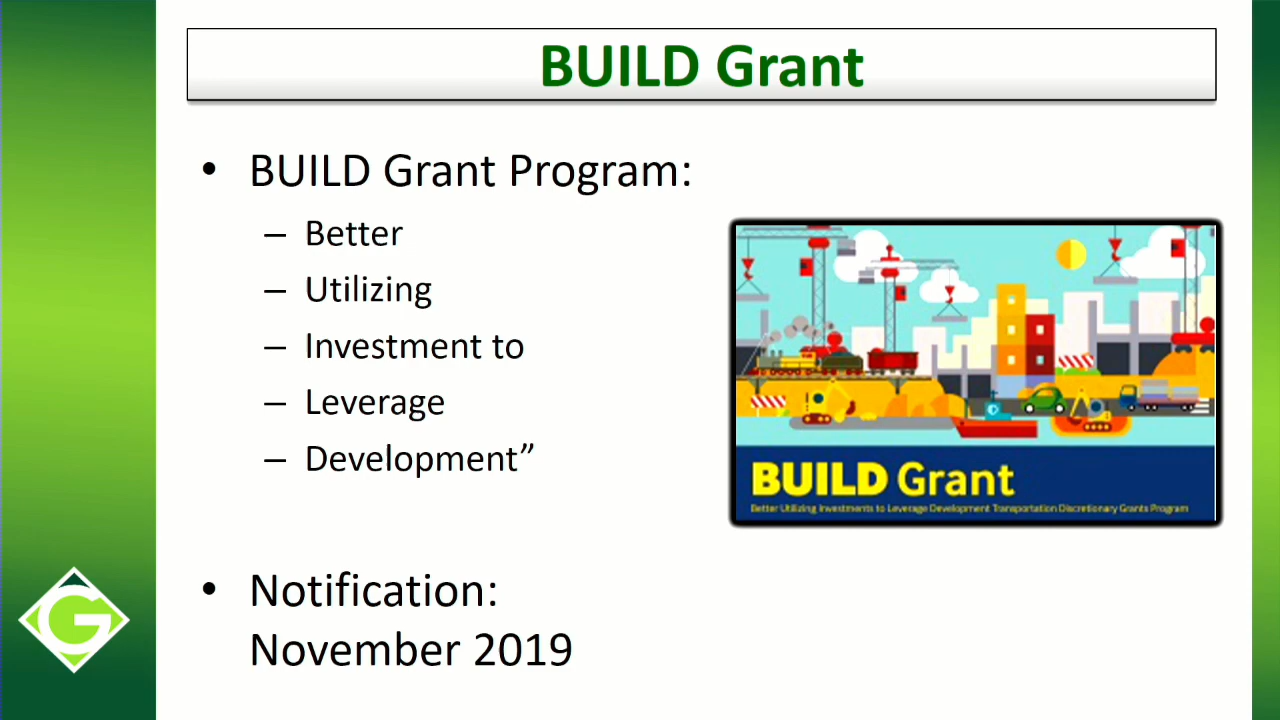 BUILD Grant
• BUILD Grant Program:
– Better
– Utilizing
– Investment to
– Leverage
– Development”
BUILD Grant
Better Utilizing Investments to Leverage Development Transportation Discretionary Grants Program
• Notification:
November 2019
G